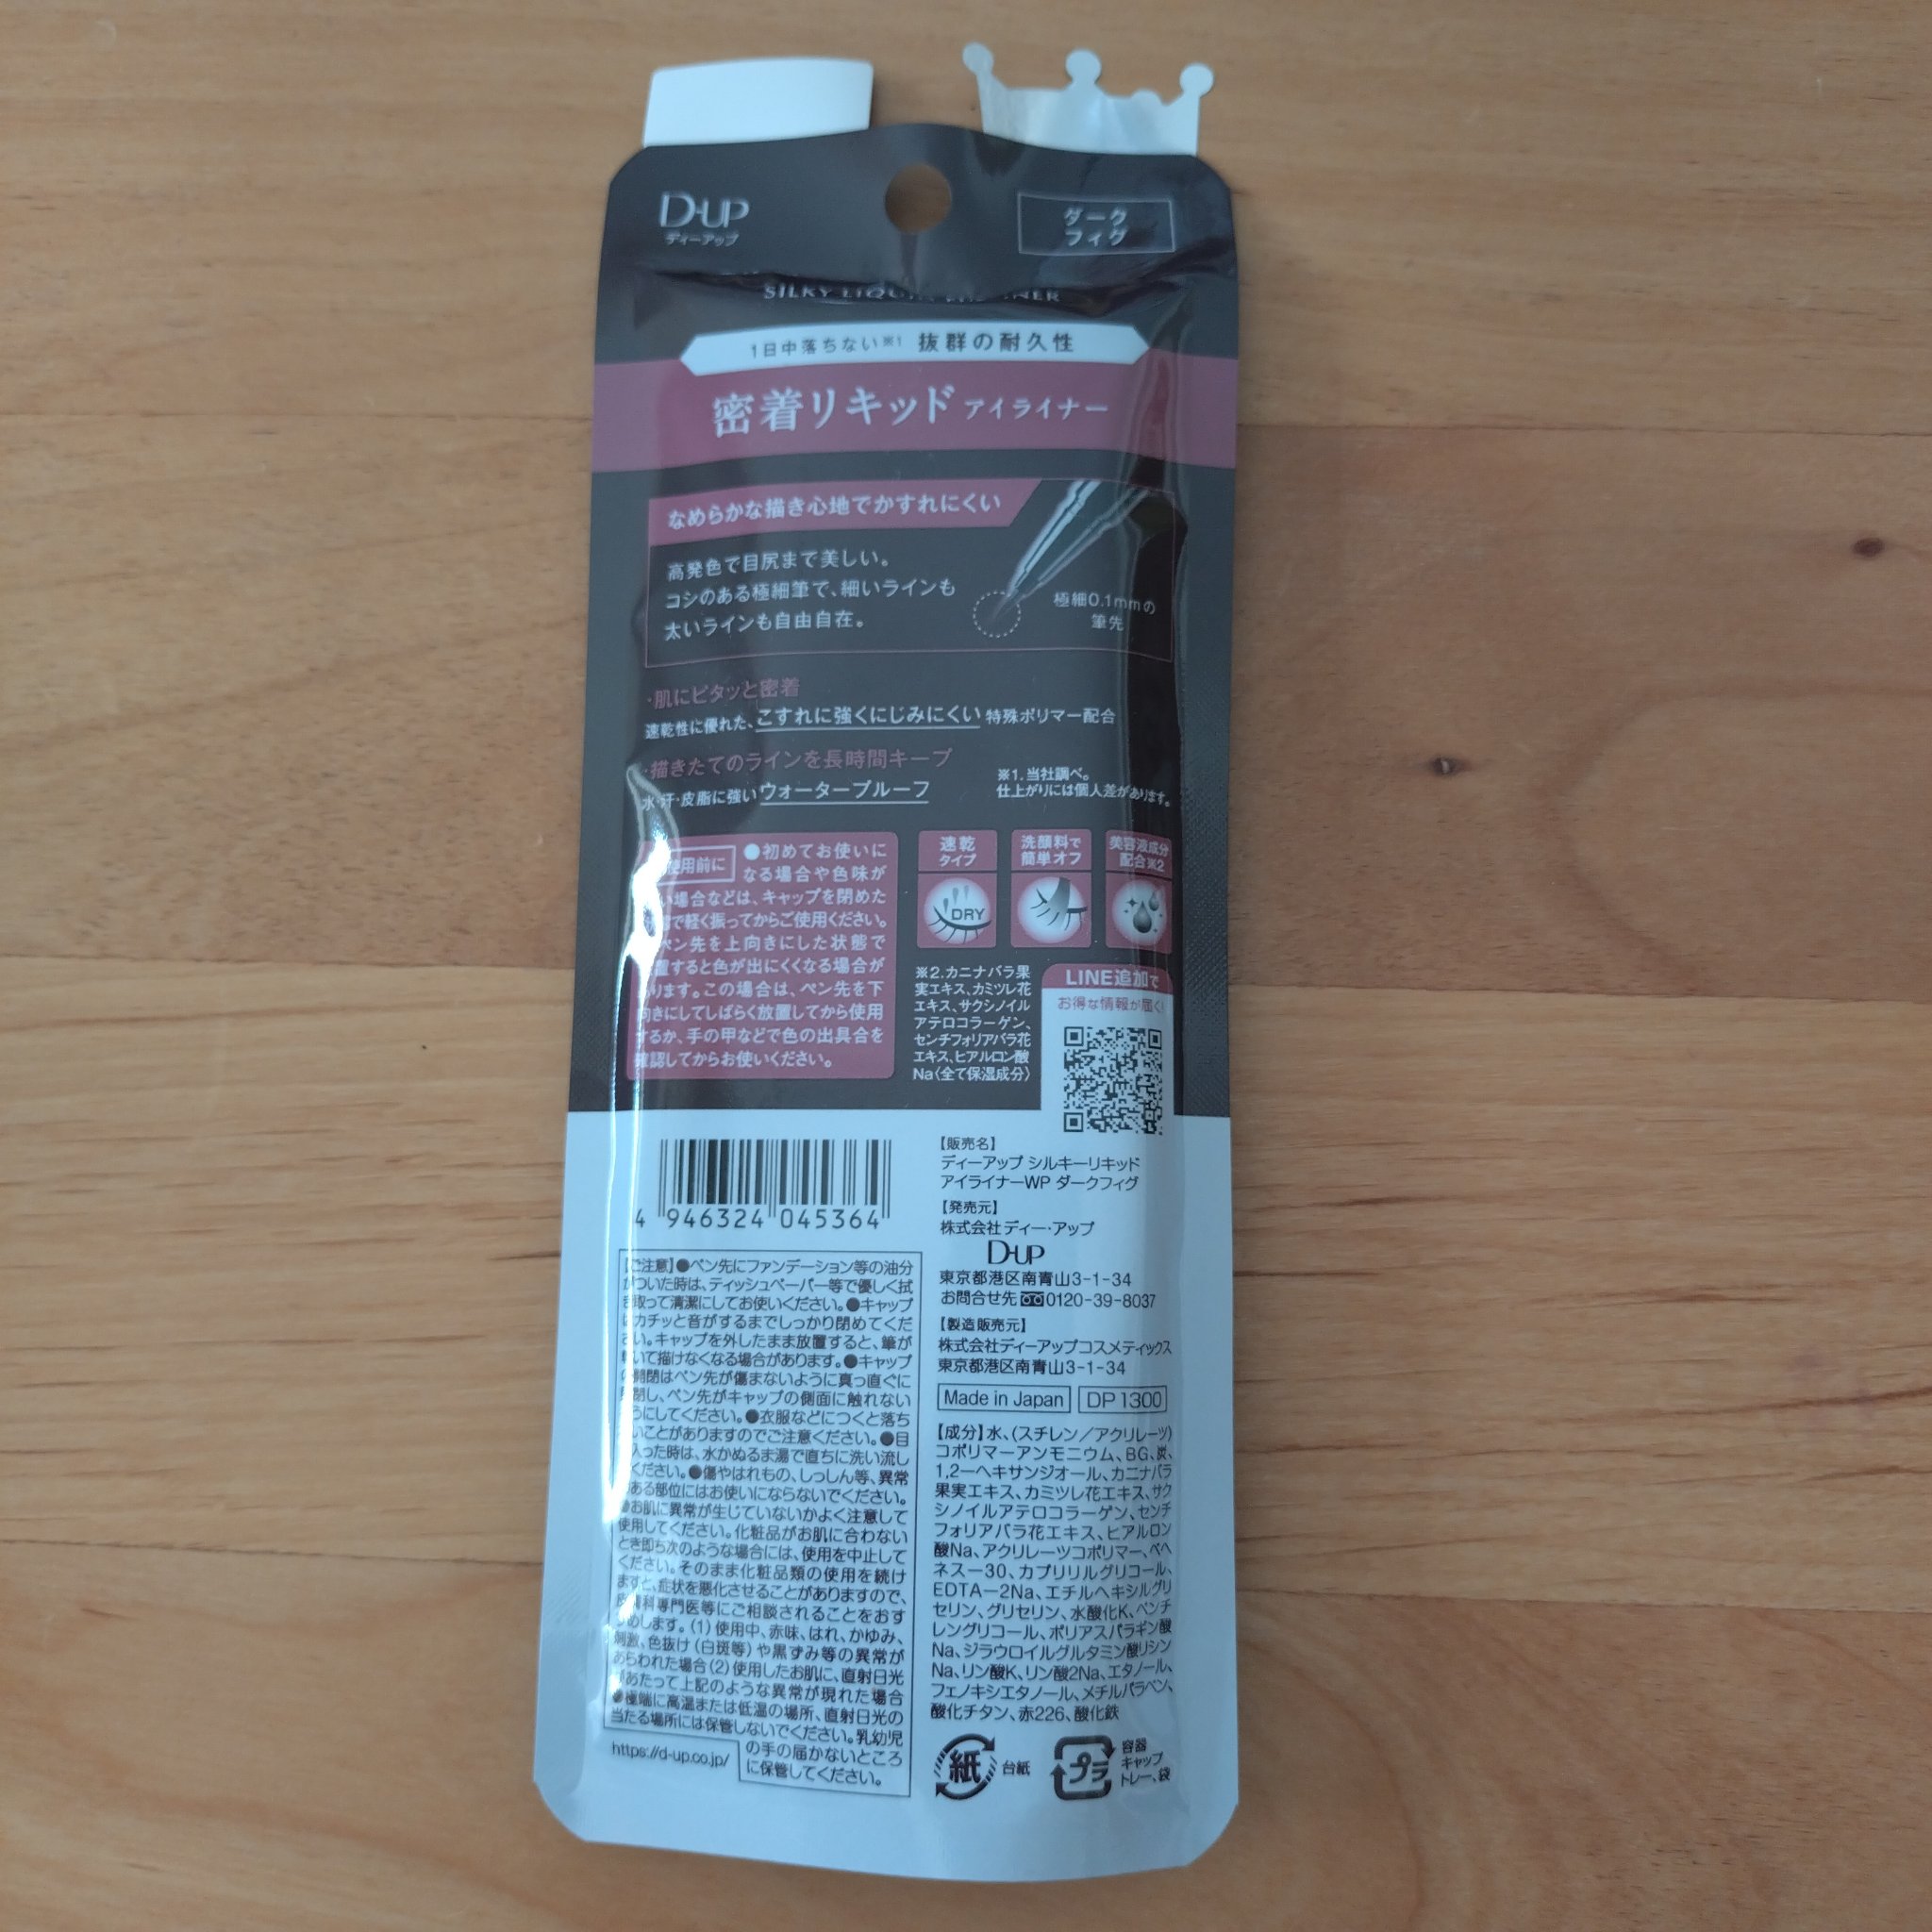 D-UP
ディーアップ
ダーク
フィグ
SILKY LIQUID
1日中落ちない※1 抜群の耐久性
密着リキッド アイライナー
なめらかな描き心地でかすれにくい
高発色で目尻まで美しい。
コシのある極細筆で、細いラインも
太いラインも自由自在。
極細0.1mmの
筆先
・肌にピタッと密着
速乾性に優れた、こすれに強くにじみにくい 特殊ポリマー配合
・描きたてのラインを長時間キープ
水・汗・皮脂に強いウォータープルーフ
※1.当社調べ。
仕上がりには個人差があります。
使用前に
●初めてお使いに
なる場合や色味が
場合などは、キャップを閉めた
で軽く振ってからご使用ください。
ペン先を上向きにした状態で
置すると色が出にくくなる場合が
ります。この場合は、ペン先を下
向きにしてしばらく放置してから使用
するか、手の甲などで色の出具合を
確認してからお使いください。
速乾
タイプ
DRY
洗顔料で
簡単オフ
美容液成分
配合※2
※2.カニナバラ果
実エキス、カミツレ花
エキス、サクシノイル
アテロコラーゲン、
センチフォリアバラ花
エキス、ヒアルロン酸
Na〈全て保湿成分〉
LINE追加で
お得な情報が届く!
4 946324 045364
【ご注意】●ペン先にファンデーション等の油分
がついた時は、ティッシュペーパー等で優しく拭
き取って清潔にしてお使いください。●キャップ
はカチッと音がするまでしっかり閉めてくだ
さい。キャップを外したまま放置すると、筆が
乾いて描けなくなる場合があります。●キャップ
の開閉はペン先が傷まないように真っ直ぐに
開閉し、ペン先がキャップの側面に触れない
うにしてください。●衣服などにつくと落ち
いことがありますのでご注意ください。●目
入った時は、水かぬるま湯で直ちに洗い流し
ください。●傷やはれもの、しっしん等、異常
ある部位にはお使いにならないでください。
●お肌に異常が生じていないかよく注意して
使用してください。化粧品がお肌に合わない
とき即ち次のような場合には、使用を中止して
ください。そのまま化粧品類の使用を続け
ますと、症状を悪化させることがありますので、
皮膚科専門医等にご相談されることをおす
すめします。(1)使用中、赤味、はれ、かゆみ、
刺激、色抜け(白斑等)や黒ずみ等の異常が
あらわれた場合(2)使用したお肌に、直射日光
があたって上記のような異常が現れた場合
●極端に高温または低温の場所、直射日光の
当たる場所には保管しないでください。乳幼児
の手の届かないところ
に保管してください。
https://d-up.co.jp/
【販売名】
ディーアップ シルキーリキッド
アイライナーWP ダークフィグ
【発売元】
株式会社 ディー・アップ
D-UP
東京都港区南青山3-1-34
お問合せ先 0120-39-8037
【製造販売元】
株式会社ディーアップコスメティックス
東京都港区南青山3-1-34
Made in Japan DP1300
【成分】水、(スチレン/アクリレーツ)
コポリマーアンモニウム、BG、炭、
1,2ーヘキサンジオール、カニナバラ
果実エキス、カミツレ花エキス、サク
シノイルアテロコラーゲン、センチ
フォリアバラ花エキス、ヒアルロン
酸Na、アクリレーツコポリマー、ベヘ
ネスー30、カプリリルグリコール、
EDTAー2Na、エチルヘキシルグリ
セリン、グリセリン、水酸化K、ペンチ
レングリコール、ポリアスパラギン酸
Na、ジラウロイルグルタミン酸リシン
Na、リン酸K、リン酸2Na、エタノール、
フェノキシエタノール、メチルパラベン、
酸化チタン、赤226、酸化鉄
紙 台紙
プラ 容器
キャップ
トレー、袋